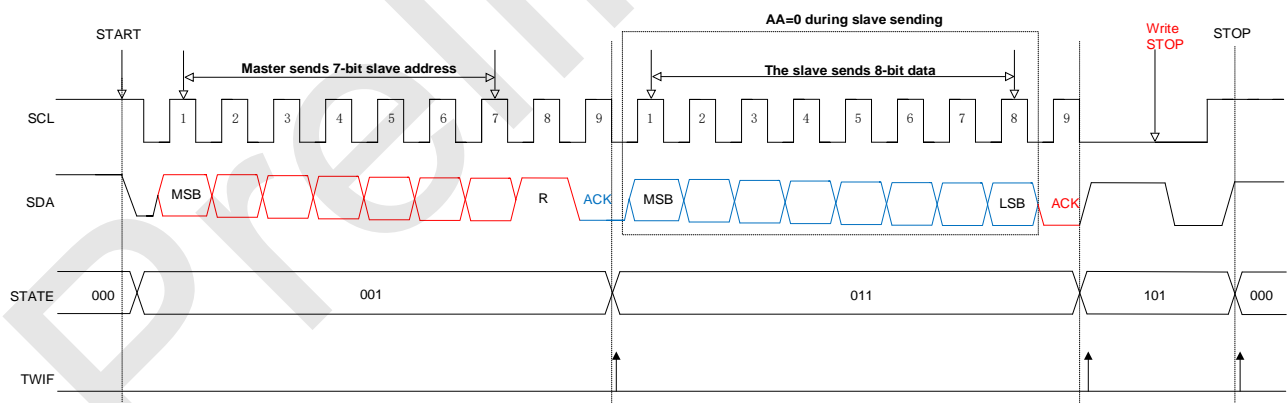 AA=0 during slave sending
START
Write
STOP
STOP
Master sends 7-bit slave address
The slave sends 8-bit data
SCL
1 2 3 4 5 6 7 8 9 1 2 3 4 5 6 7 8 9
SDA
MSB R ACK MSB LSB ACK
STATE 000 001 011 101 000
TWIF
Preli